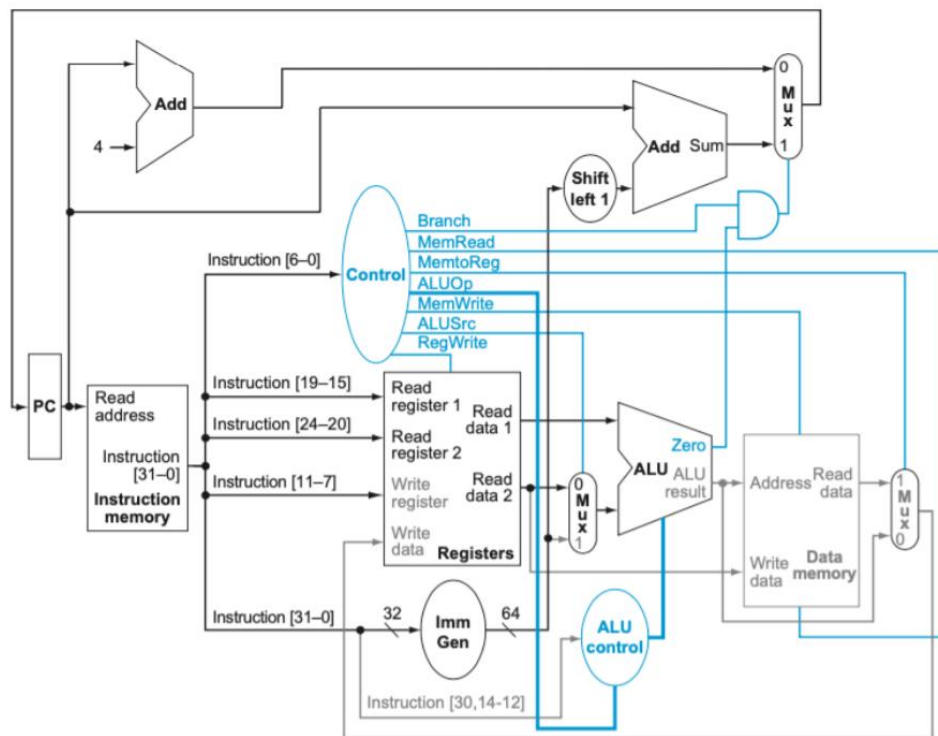 Add
4
0
Mux
1
Add Sum
Shift
left 1
Branch
MemRead
MemtoReg
ALUOp
MemWrite
ALUSrc
RegWrite
Control
Instruction [6–0]
PC
Read
address
Instruction
[31–0]
Instruction
memory
Instruction [19–15]
Instruction [24–20]
Instruction [11–7]
Instruction [31–0]
Read
register 1
Read
register 2
Write
register
Write
data
Read
data 1
Read
data 2
Registers
0
Mux
1
Zero
ALU
ALU
result
Address
Read
data
Write
data
Data
memory
1
Mux
0
32
Imm
Gen
64
ALU
control
Instruction [30,14-12]